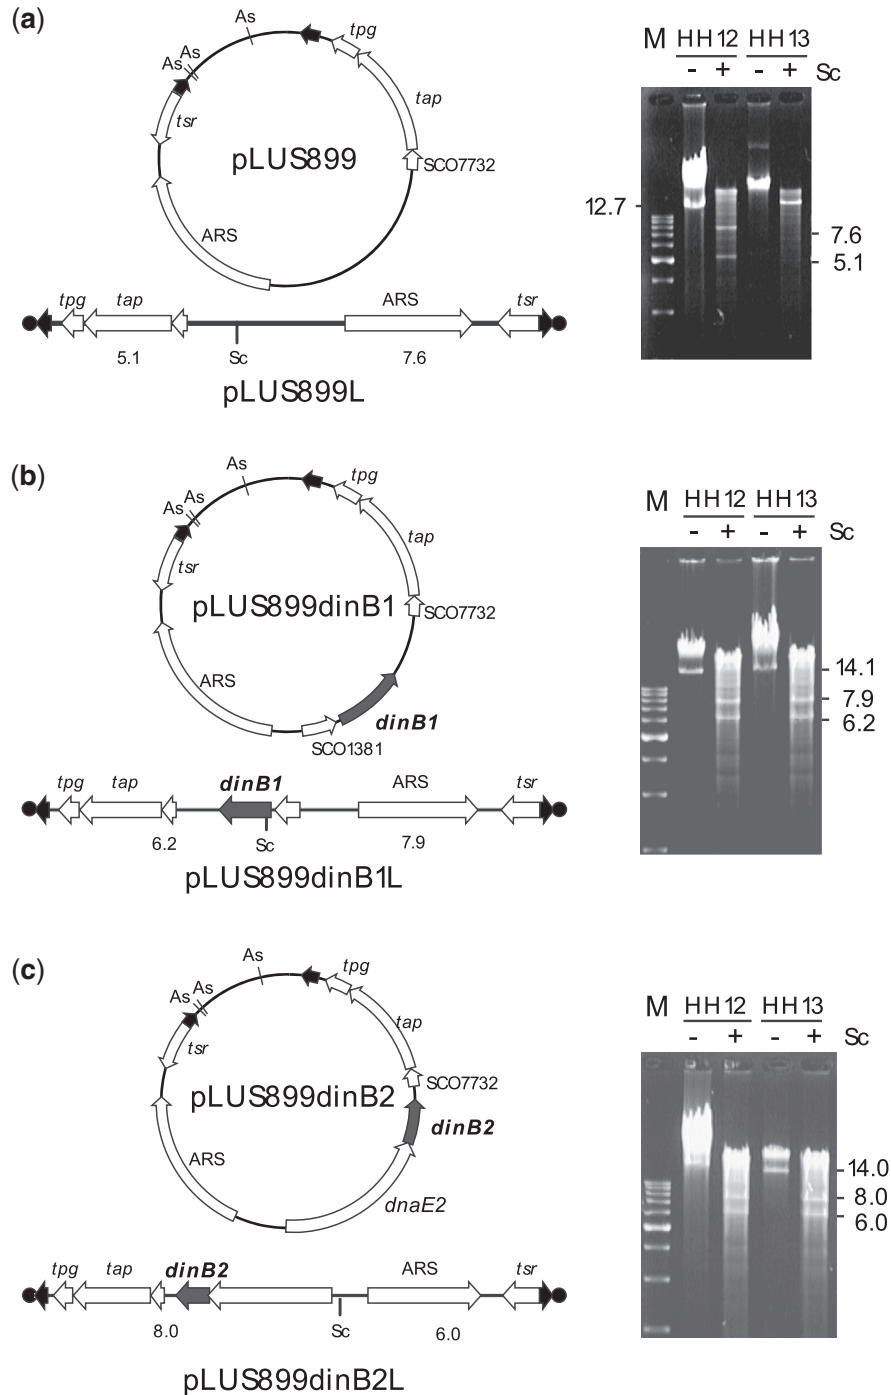 (a)
As
As
As
tpg
tap
tsr
pLUS899
SCO7732
ARS
tpg
tap
ARS
tsr
5.1
Sc
7.6
pLUS899L
M HH12 HH13
- + - + Sc
12.7
7.6
5.1
(b)
As
As
As
tpg
tap
tsr
pLUS899dinB1
SCO7732
ARS
dinB1
SCO1381
tpg
tap
dinB1
ARS
tsr
6.2
Sc
7.9
pLUS899dinB1L
M HH12 HH13
- + - + Sc
14.1
7.9
6.2
(c)
As
As
As
tpg
tap
tsr
SCO7732
pLUS899dinB2
dinB2
ARS
dnaE2
tpg
tap
dinB2
ARS
tsr
8.0
Sc
6.0
pLUS899dinB2L
M HH12 HH13
- + - + Sc
14.0
8.0
6.0